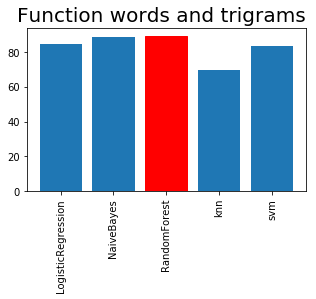 Function words and trigrams
80
60
40
20
0
LogisticRegression
NaiveBayes
RandomForest
knn
svm